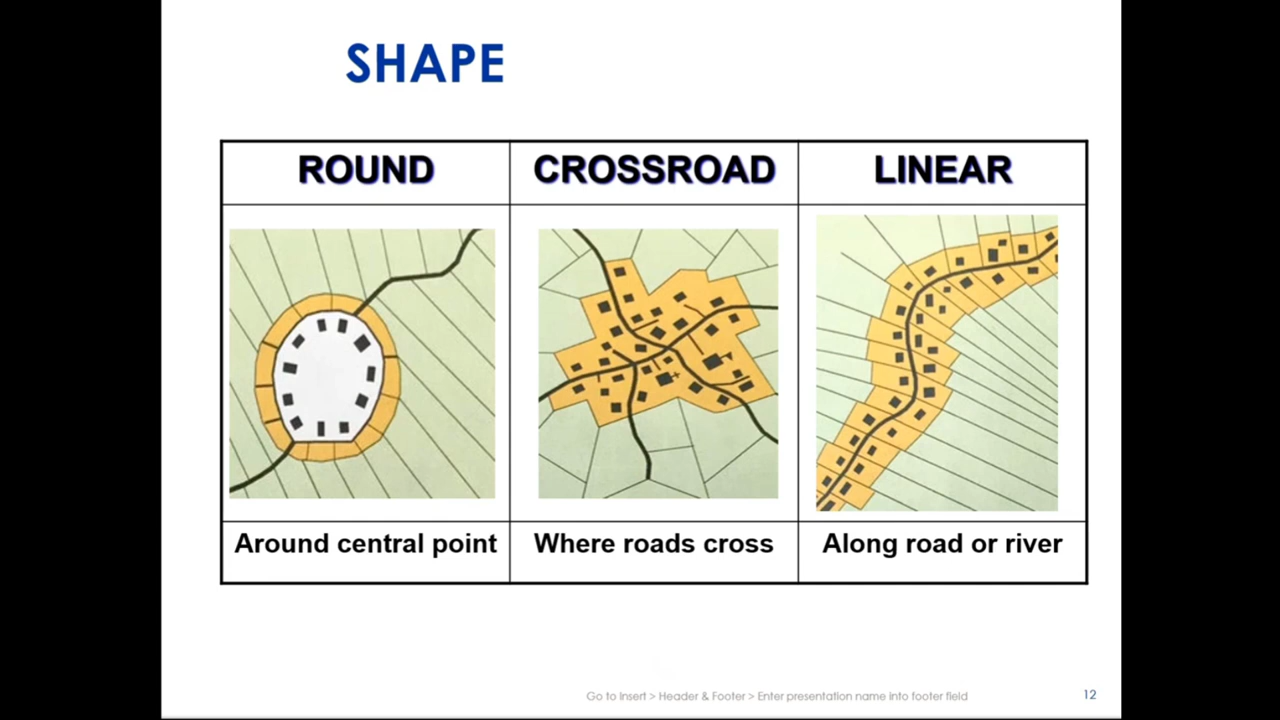 SHAPE
ROUND
CROSSROAD
LINEAR
Around central point
Where roads cross
Along road or river
Go to Insert > Header & Footer > Enter presentation name into footer field
12